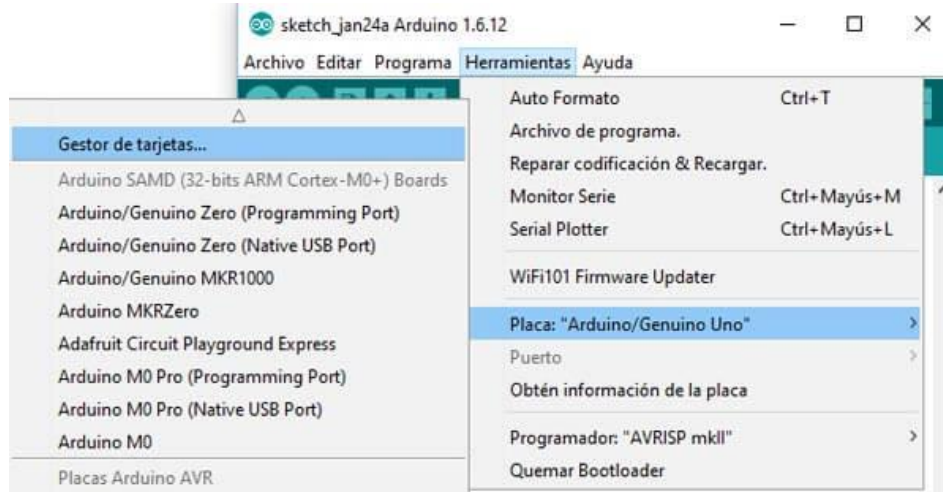 sketch_jan24a Arduino 1.6.12
Archivo Editar Programa Herramientas Ayuda
Auto Formato Ctrl+T
Archivo de programa.
Reparar codificación & Recargar.
Monitor Serie Ctrl+Mayús+M
Serial Plotter Ctrl+Mayús+L
WiFi101 Firmware Updater
Placa: "Arduino/Genuino Uno"
Puerto
Obtén información de la placa
Programador: "AVRISP mkII"
Quemar Bootloader
Gestor de tarjetas...
Arduino SAMD (32-bits ARM Cortex-M0+) Boards
Arduino/Genuino Zero (Programming Port)
Arduino/Genuino Zero (Native USB Port)
Arduino/Genuino MKR1000
Arduino MKRZero
Adafruit Circuit Playground Express
Arduino M0 Pro (Programming Port)
Arduino M0 Pro (Native USB Port)
Arduino M0
Placas Arduino AVR